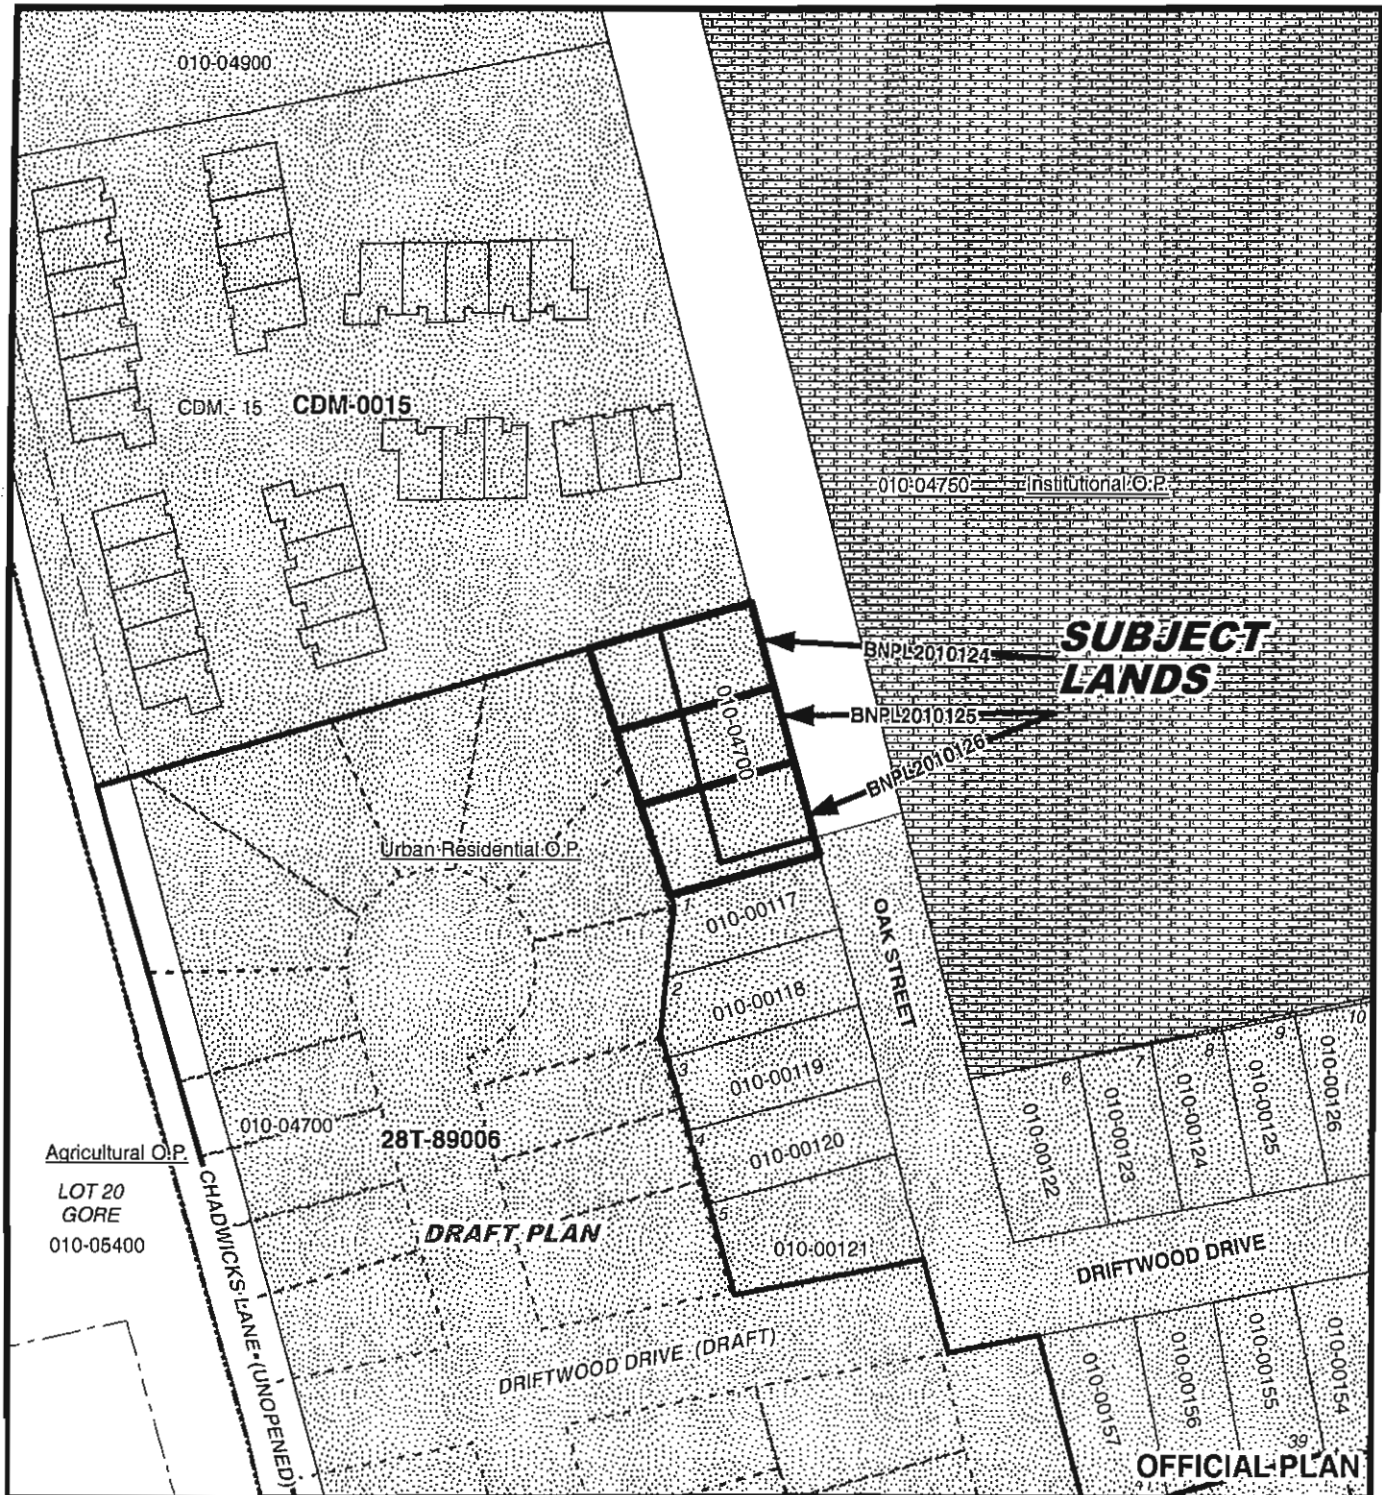 010-04900
CDM - 15
CDM-0015
010-04750
Institutional O.P.
SUBJECT
LANDS
BNPL2010124
BNPL2010125
BNPL2010126
010-04700
Urban Residential O.P.
1
010-00117
OAK STREET
2
010-00118
3
010-00119
4
010-00120
5
010-00121
6
010-00122
7
010-00123
8
010-00124
9
010-00125
10
010-00126
010-04700
28T-89006
Agricultural O.P.
LOT 20
GORE
010-05400
CHADWICKS LANE (UNOPENED)
DRAFT PLAN
DRIFTWOOD DRIVE
DRIFTWOOD DRIVE (DRAFT)
010-00157
010-00156
010-00155
010-00154
39
OFFICIAL PLAN